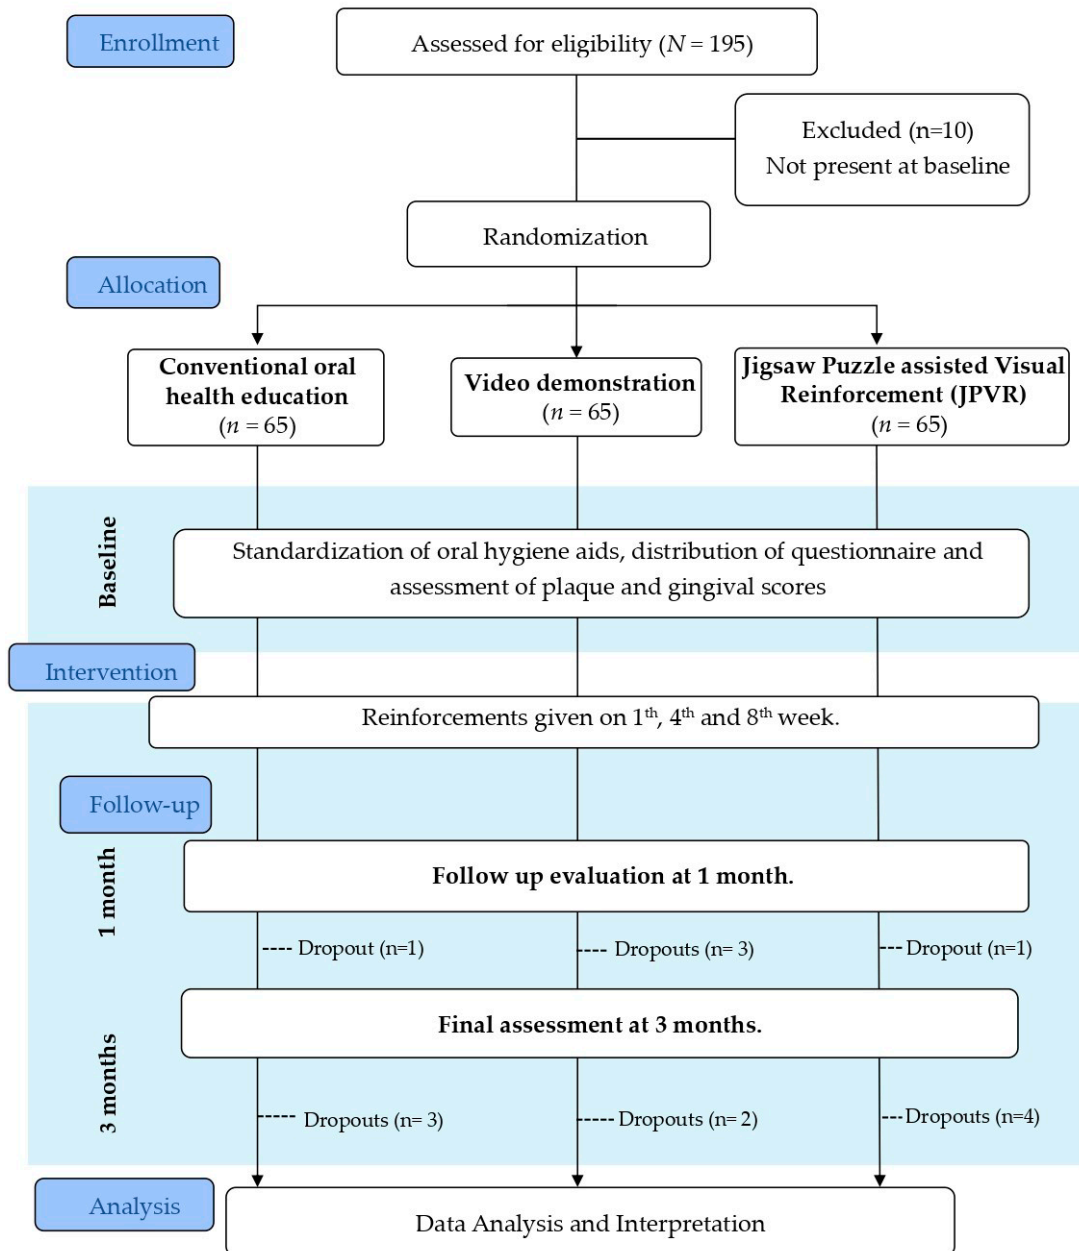 Enrollment
Assessed for eligibility (N = 195)
Excluded (n=10)
Not present at baseline
Randomization
Allocation
Conventional oral
health education
(n = 65)
Video demonstration
(n = 65)
Jigsaw Puzzle assisted Visual
Reinforcement (JPVR)
(n = 65)
Baseline
Standardization of oral hygiene aids, distribution of questionnaire and
assessment of plaque and gingival scores
Intervention
Reinforcements given on 1th, 4th and 8th week.
Follow-up
1 month
Follow up evaluation at 1 month.
---- Dropout (n=1)
---- Dropouts (n= 3)
--- Dropout (n=1)
3 months
Final assessment at 3 months.
----- Dropouts (n= 3)
----- Dropouts (n= 2)
--- Dropouts (n=4)
Analysis
Data Analysis and Interpretation